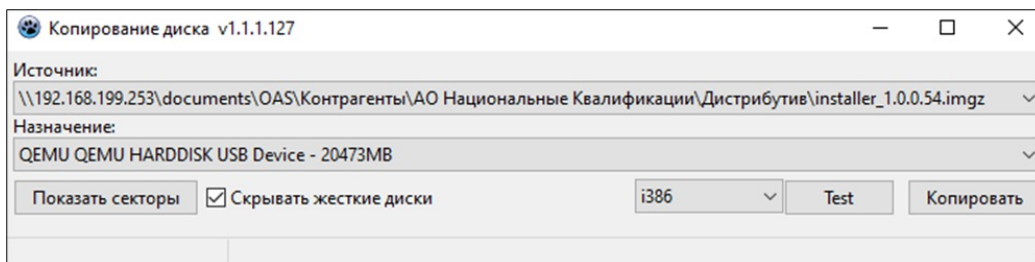 Копирование диска v1.1.1.127
Источник:
\\192.168.199.253\documents\OAS\Контрагенты\АО Национальные Квалификации\Дистрибутив\installer_1.0.0.54.imgz
Назначение:
QEMU QEMU HARDDISK USB Device - 20473MB
Показать секторы Скрывать жесткие диски i386 Test Копировать